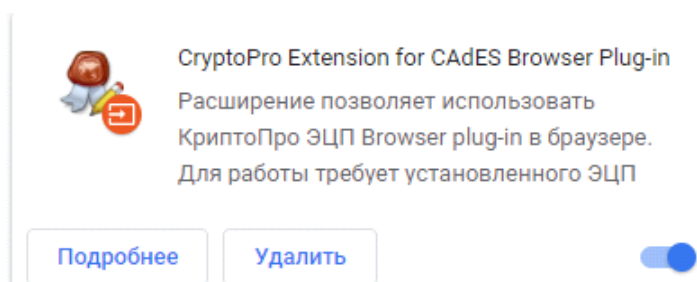 CryptoPro Extension for CAdES Browser Plug-in
Расширение позволяет использовать
КриптоПро ЭЦП Browser plug-in в браузере.
Для работы требует установленного ЭЦП
Подробнее
Удалить